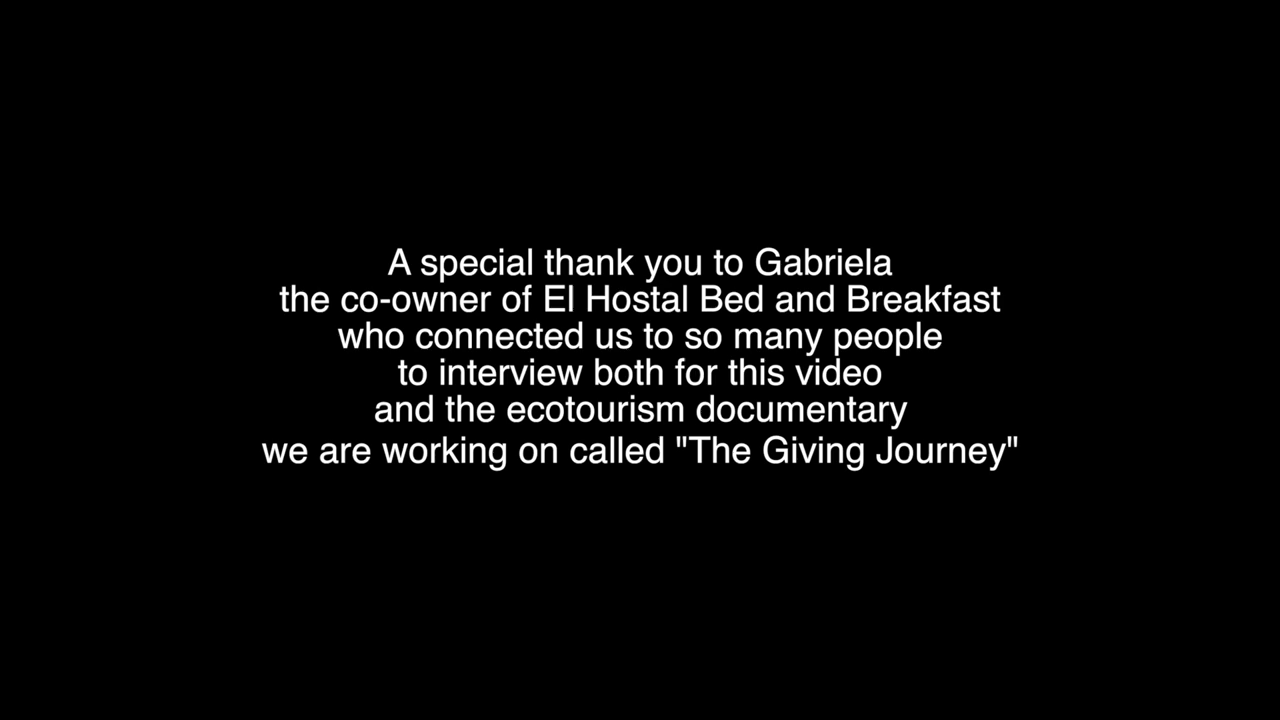 A special thank you to Gabriela
the co-owner of El Hostal Bed and Breakfast
who connected us to so many people
to interview both for this video
and the ecotourism documentary
we are working on called "The Giving Journey"